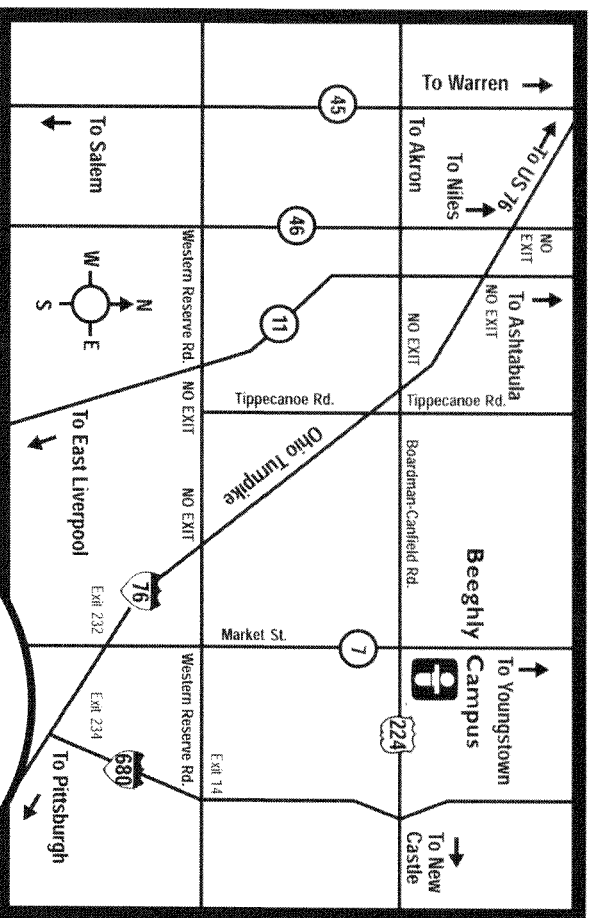 To Warren
45
To Akron
To Niles
To US 76
NO
EXIT
46
To Ashtabula
NO EXIT
NO EXIT
11
Tippecanoe Rd.
Tippecanoe Rd.
Ohio Turnpike
Boardman-Canfield Rd.
Beeghly Campus
To Youngstown
224
To New
Castle
Market St.
7
Western Reserve Rd.
NO EXIT
NO EXIT
Western Reserve Rd.
Exit 14
To Salem
N
W
E
S
To East Liverpool
76
Exit 232
Exit 234
680
To Pittsburgh